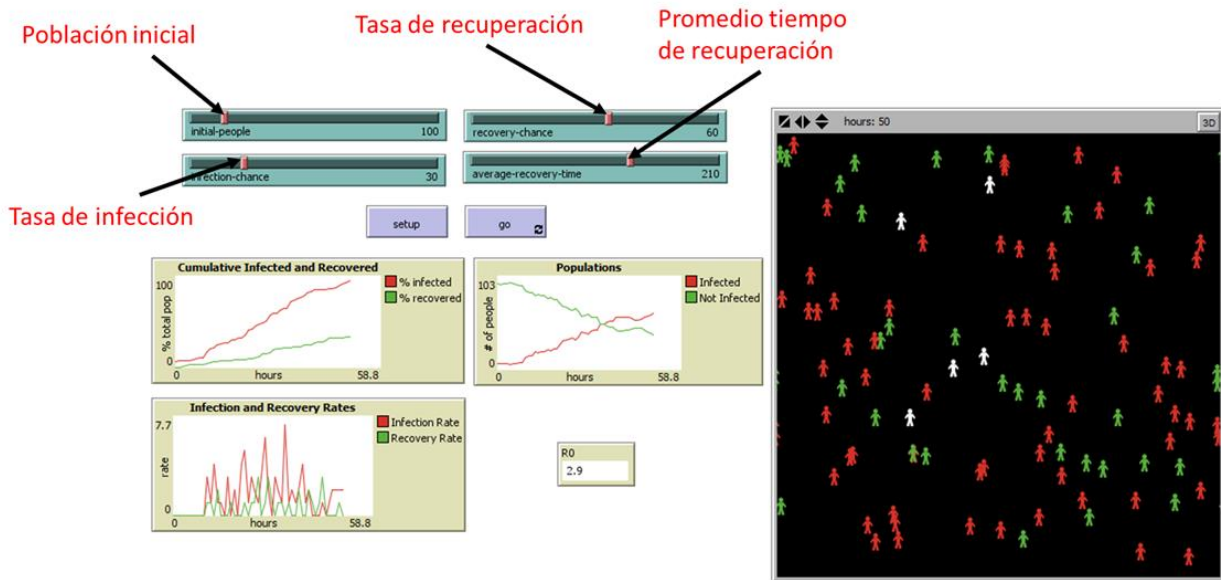 Población inicial
Tasa de recuperación
Promedio tiempo
de recuperación
initial-people 100
recovery-chance 60
infection-chance 30
average-recovery-time 210
Tasa de infección
setup
go
hours: 50
3D
Cumulative Infected and Recovered
100
% total pop
0
0
hours
58.8
% infected
% recovered
Populations
103
# of people
0
0
hours
58.8
Infected
Not Infected
Infection and Recovery Rates
7.7
rate
0
0
hours
58.8
Infection Rate
Recovery Rate
R0
2.9